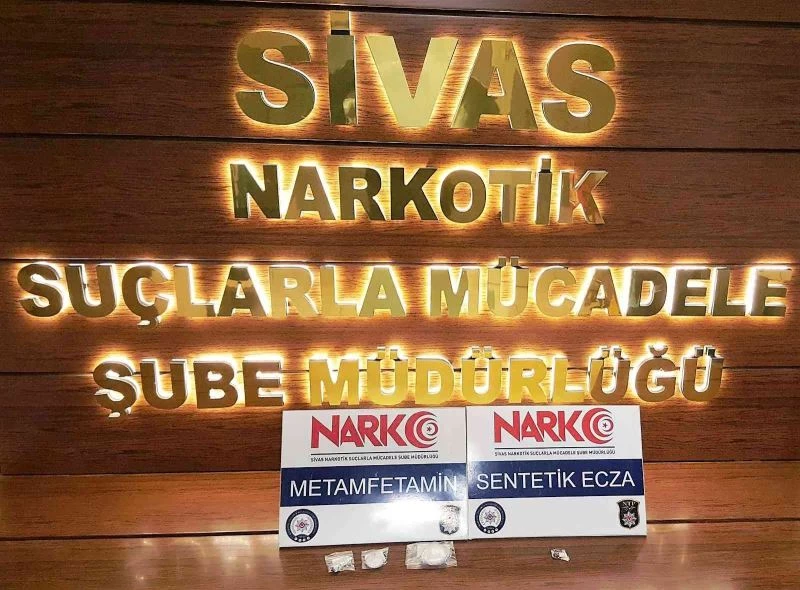 SİVAS
NARKOTİK
SUÇLARLA MÜCADELE
ŞUBE MÜDÜRLÜĞÜ
NARKO
SİVAS NARKOTİK SUÇLARLA MÜCADELE ŞUBE MÜDÜRLÜĞÜ
METAMFETAMİN
NARKO
SİVAS NARKOTİK SUÇLARLA MÜCADELE ŞUBE MÜDÜRLÜĞÜ
SENTETİK ECZA